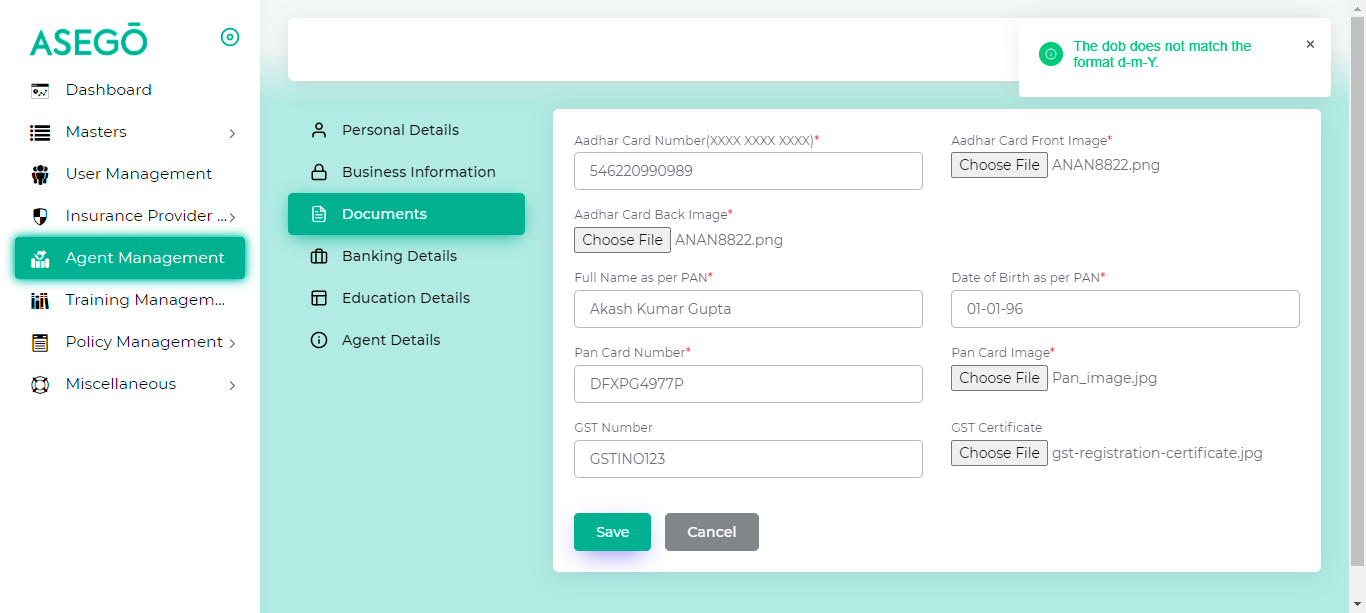 ASEGŌ
Dashboard
Masters
User Management
Insurance Provider ...
Agent Management
Training Managem...
Policy Management
Miscellaneous
The dob does not match the
format d-m-Y.
×
Personal Details
Business Information
Documents
Banking Details
Education Details
Agent Details
Aadhar Card Number(XXXX XXXX XXXX)*
546220990989
Aadhar Card Front Image*
Choose File ANAN8822.png
Aadhar Card Back Image*
Choose File ANAN8822.png
Full Name as per PAN*
Akash Kumar Gupta
Date of Birth as per PAN*
01-01-96
Pan Card Number*
DFXPG4977P
Pan Card Image*
Choose File Pan_image.jpg
GST Number
GSTINO123
GST Certificate
Choose File gst-registration-certificate.jpg
Save
Cancel